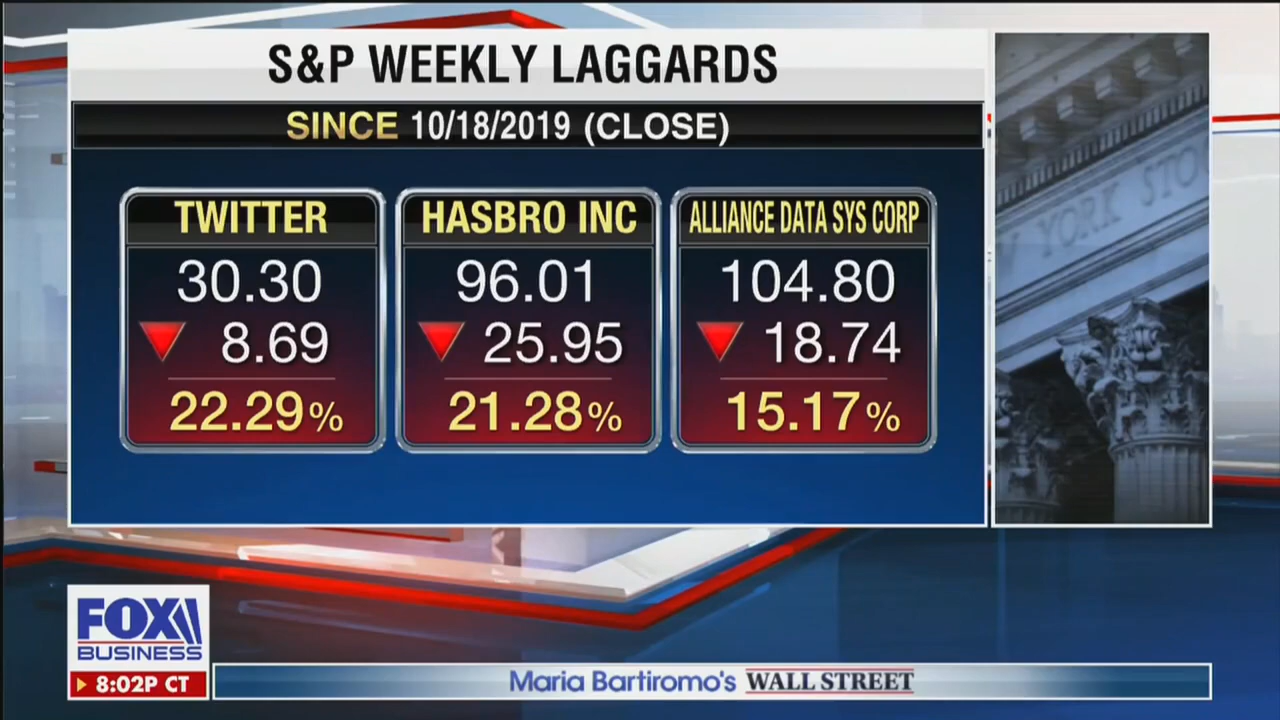 S&P WEEKLY LAGGARDS
SINCE 10/18/2019 (CLOSE)
TWITTER
30.30
8.69
22.29%
HASBRO INC
96.01
25.95
21.28%
ALLIANCE DATA SYS CORP
104.80
18.74
15.17%
YORK
FOX
BUSINESS
8:02P CT
Maria Bartiromo's WALL STREET